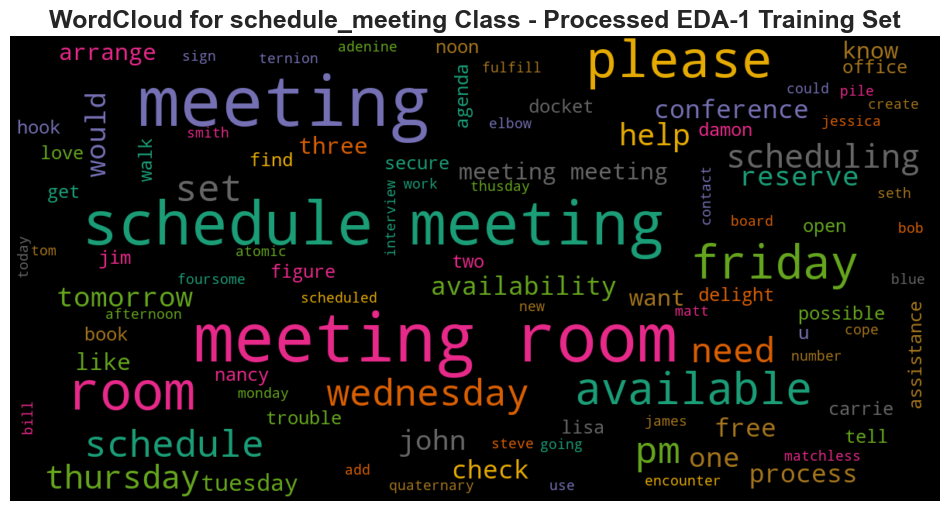 WordCloud for schedule_meeting Class - Processed EDA-1 Training Set
arrange
sign
ternion
adenine
noon
please
know
office
meeting
fulfill
could
pile
create
agenda
docket
conference
hook
would
smith
elbow
help
damon
jessica
love
walk
find
three
secure
meeting meeting
scheduling
get
set
work
thusday
contact
reserve
seth
schedule meeting
interview
board
open
bob
today
tom
jim
atomic
two
friday
foursome
figure
availability
want
delight
blue
tomorrow
scheduled
new
matt
possible
afternoon
book
meeting room
u
cope
number
assistance
like
need
room
nancy
monday
wednesday
available
bill
trouble
lisa
james
free
carrie
schedule
john
steve
going
tell
thursday
tuesday
add
check
pm
one
process
matchless
quaternary
use
encounter